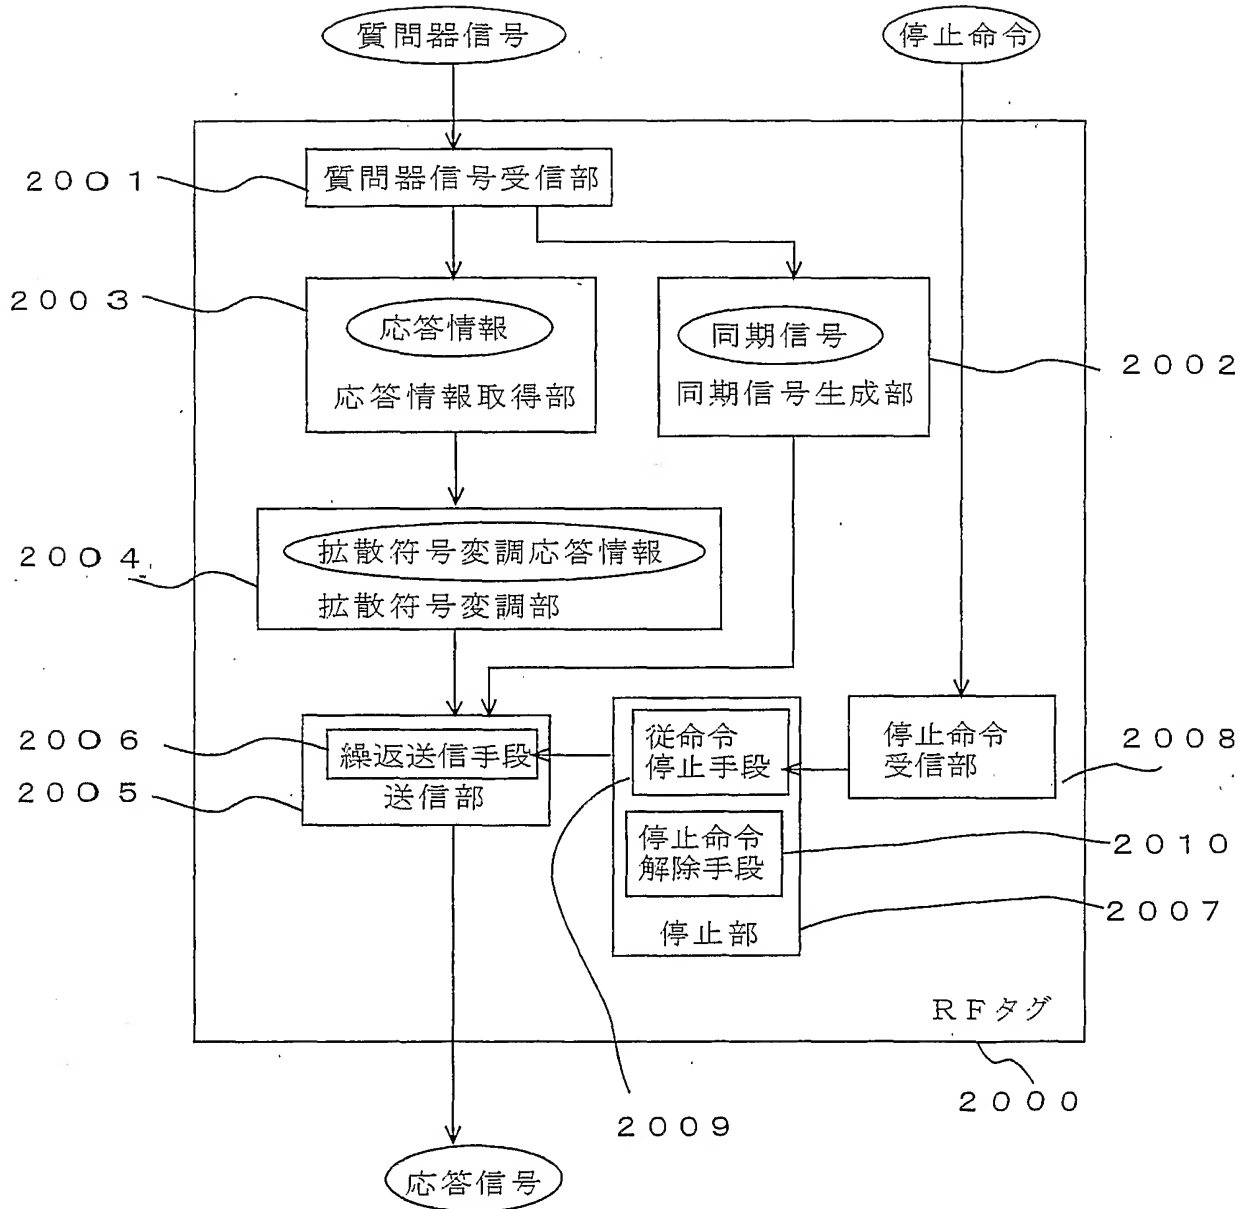 質問器信号
停止命令
2001
質問器信号受信部
2003
応答情報
応答情報取得部
同期信号
同期信号生成部
2002
2004
拡散符号変調応答情報
拡散符号変調部
2006
繰返送信手段
2005
送信部
従命令
停止手段
停止命令
受信部
2008
停止命令
解除手段
2010
停止部
2007
RFタグ
2000
2009
応答信号